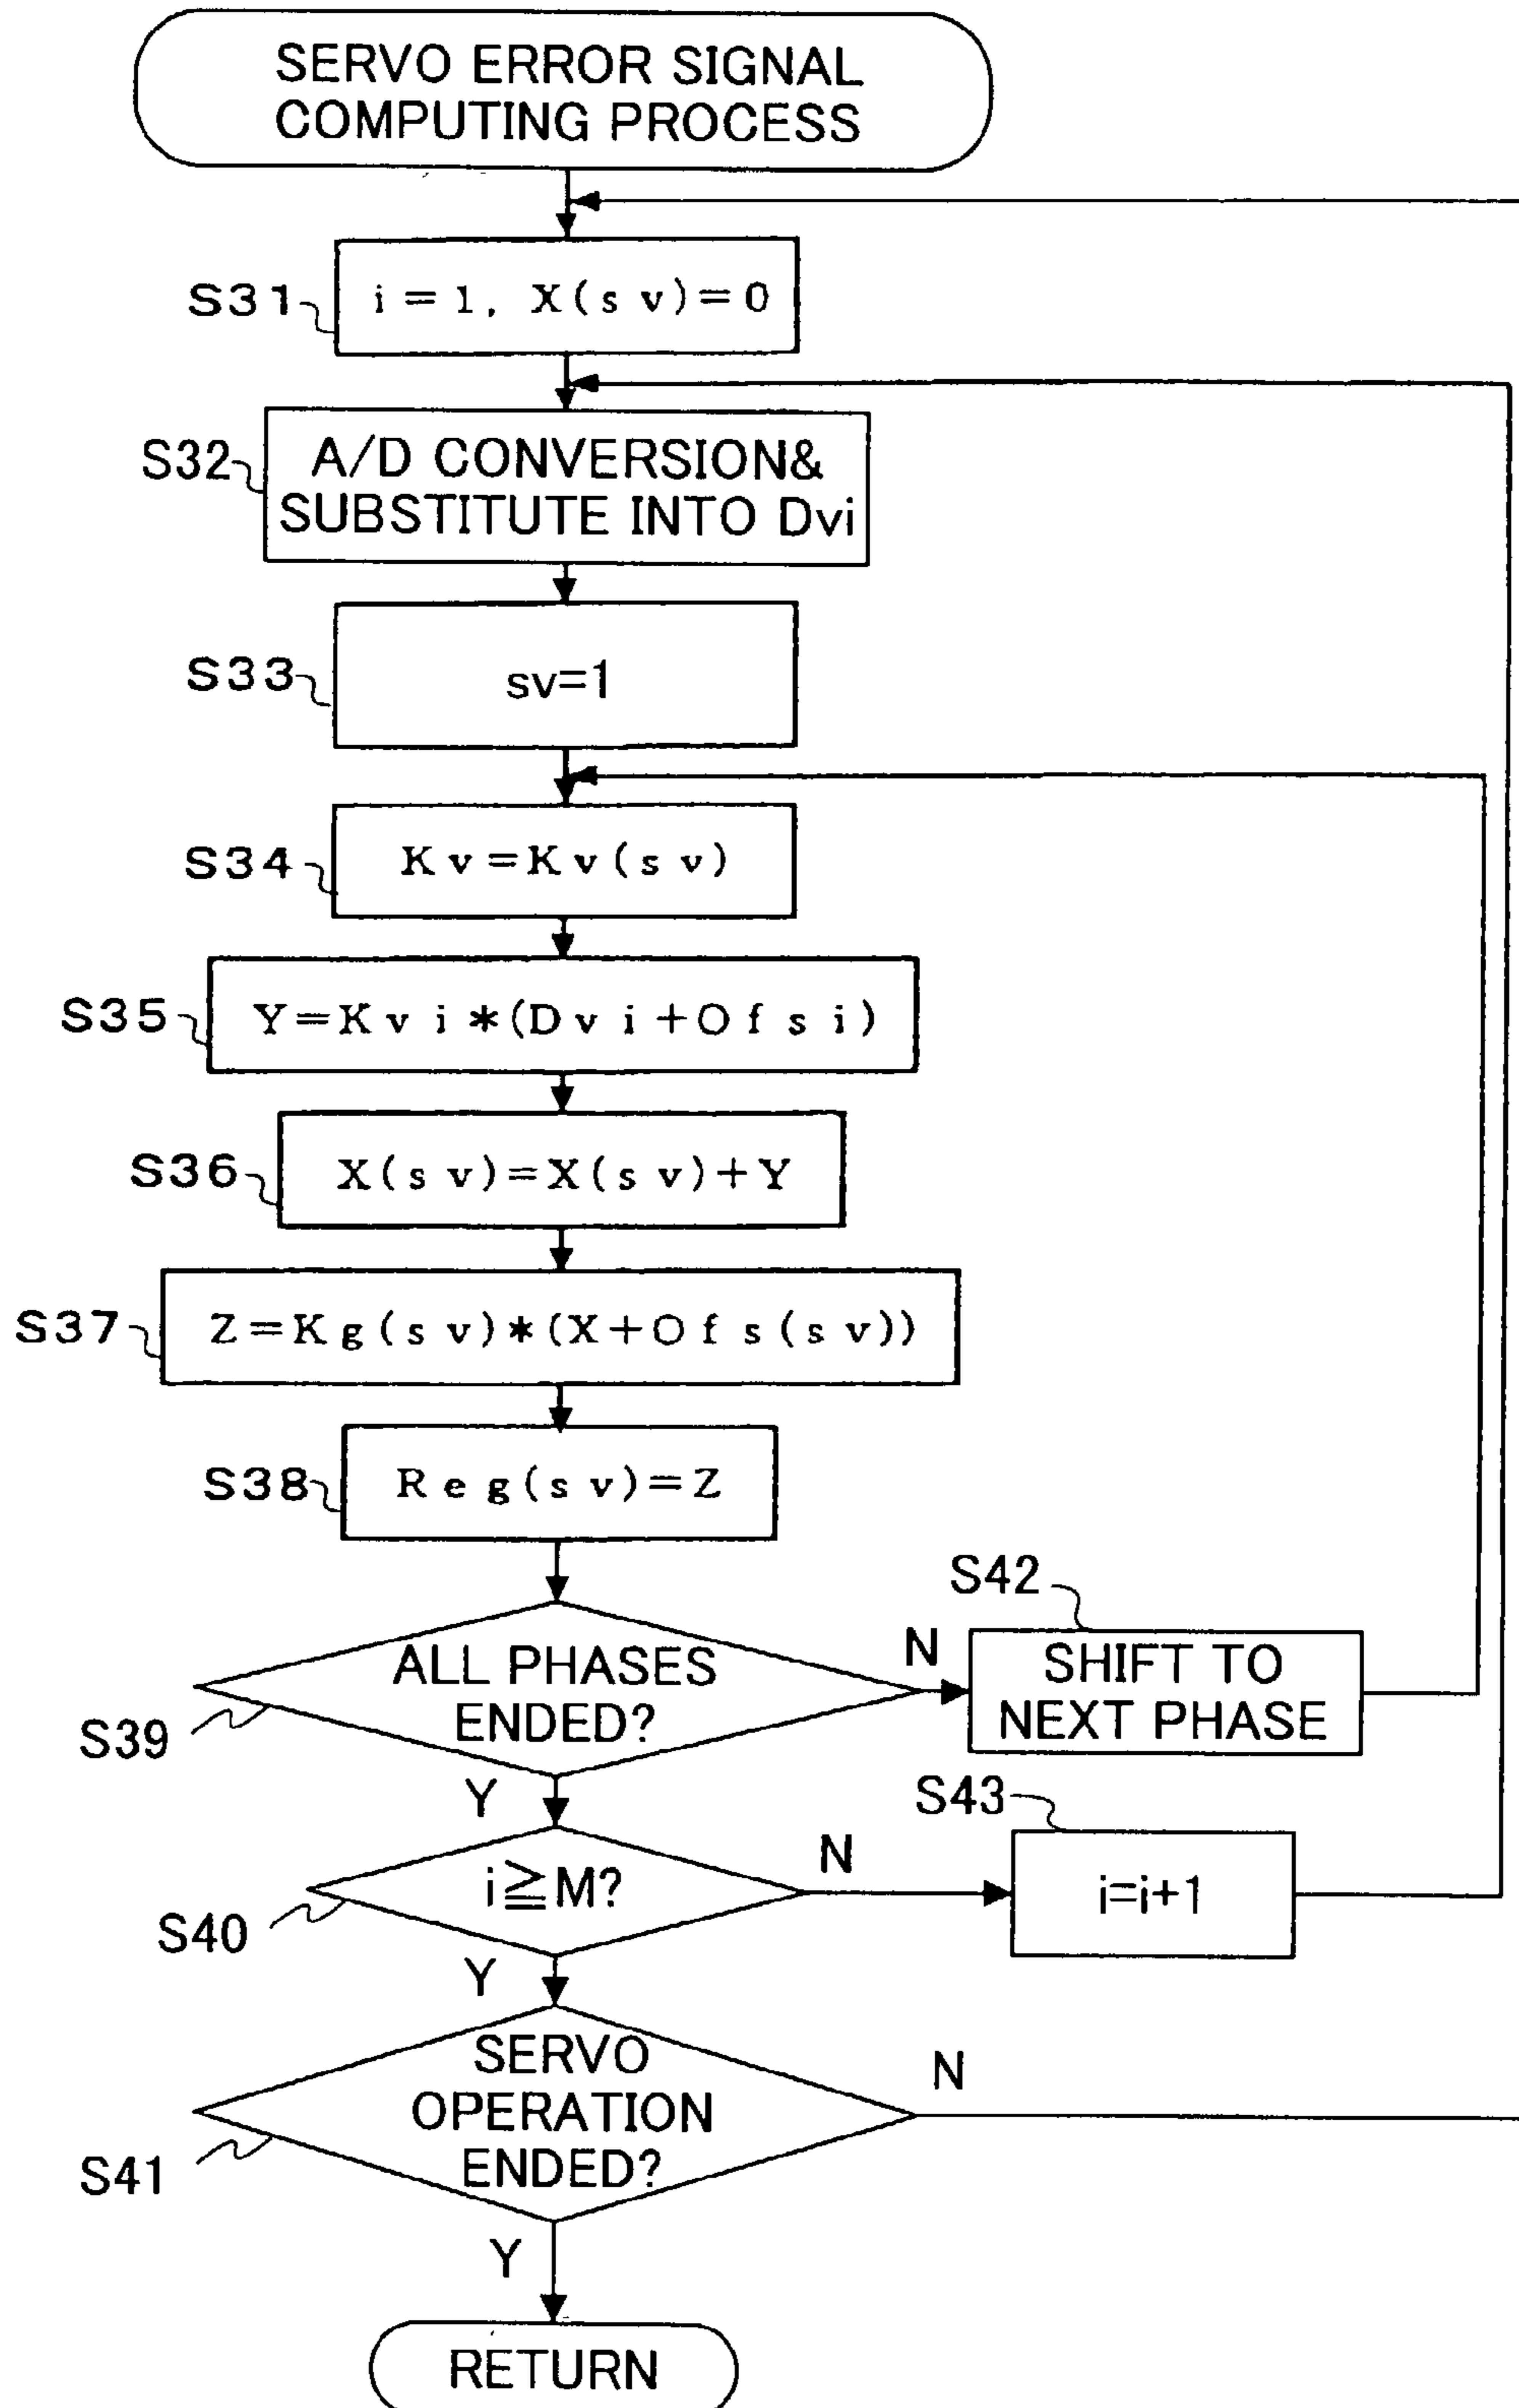 SERVO ERROR SIGNAL
COMPUTING PROCESS
S31
i = 1, X(sv)=0
S32
A/D CONVERSION&
SUBSTITUTE INTO Dvi
S33
sv=1
S34
Kv=Kv(sv)
S35
Y=Kvi*(Dvi+Ofsi)
S36
X(sv)=X(sv)+Y
S37
Z=Kg(sv)*(X+Ofs(sv))
S38
Reg(sv)=Z
S42
ALL PHASES
ENDED?
N
SHIFT TO
NEXT PHASE
S39
Y
S43
i≧M?
N
i=i+1
S40
Y
SERVO
OPERATION
ENDED?
N
S41
Y
RETURN